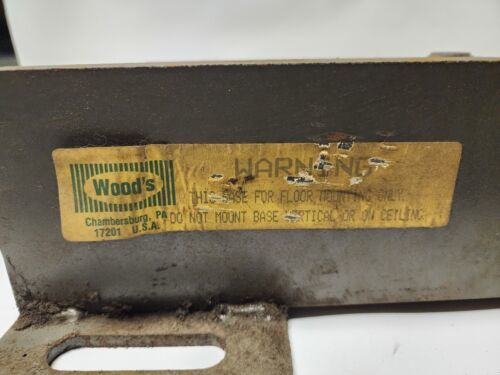 Wood's
Chambersburg, PA
17201 U.S.A.
WARNING
THIS BASE FOR FLOOR MOUNTING ONLY.
DO NOT MOUNT BASE VERTICAL OR ON CEILING.